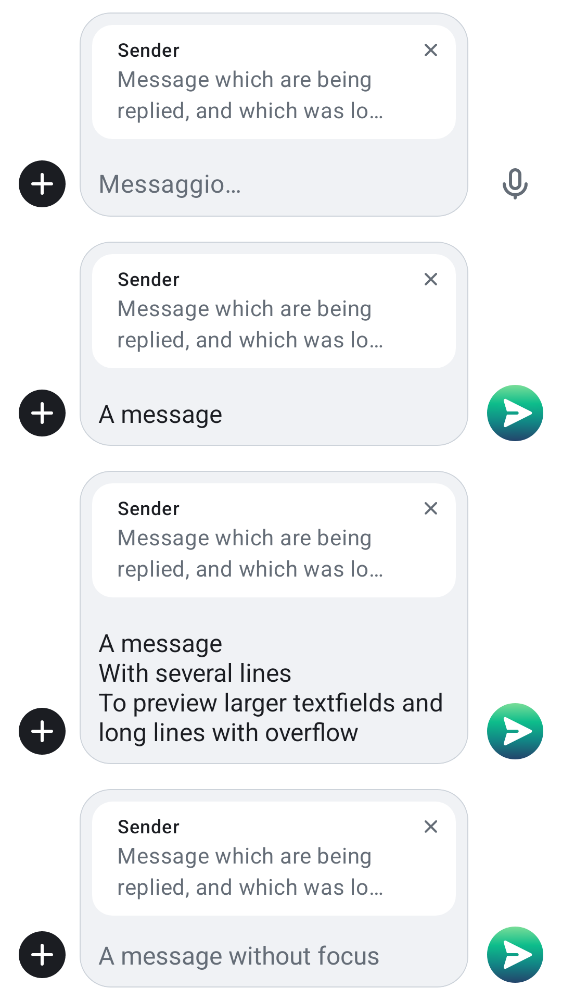 Sender
Message which are being
replied, and which was lo…
Messaggio…
Sender
Message which are being
replied, and which was lo…
A message
Sender
Message which are being
replied, and which was lo…
A message
With several lines
To preview larger textfields and
long lines with overflow
Sender
Message which are being
replied, and which was lo…
A message without focus